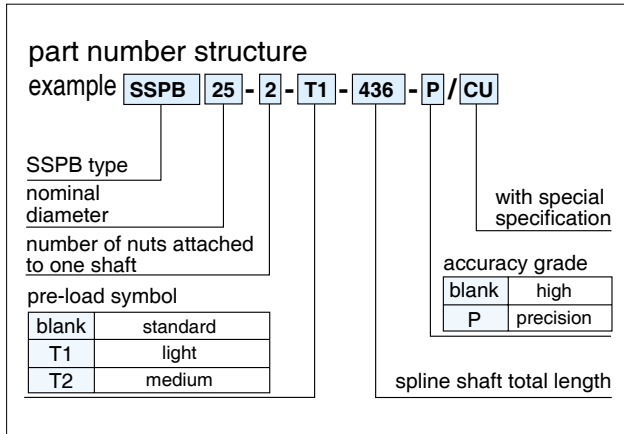 part number structure
example SSPB 25 - 2 - T1 - 436 - P / CU
SSPB type
nominal
diameter
number of nuts attached
to one shaft
pre-load symbol
blank standard
T1 light
T2 medium
with special
specification
accuracy grade
blank high
P precision
spline shaft total length